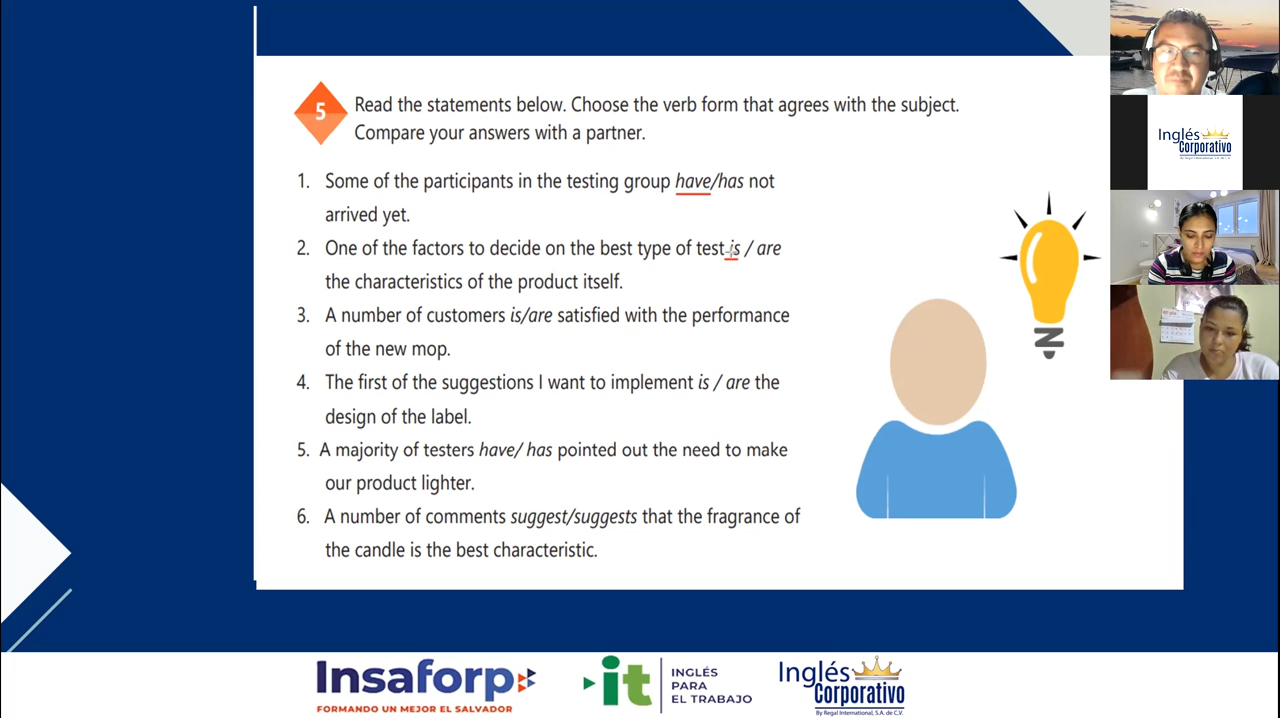 5
Read the statements below. Choose the verb form that agrees with the subject.
Compare your answers with a partner.
1. Some of the participants in the testing group have/has not
arrived yet.
2. One of the factors to decide on the best type of test is / are
the characteristics of the product itself.
3. A number of customers is/are satisfied with the performance
of the new mop.
4. The first of the suggestions I want to implement is / are the
design of the label.
5. A majority of testers have/ has pointed out the need to make
our product lighter.
6. A number of comments suggest/suggests that the fragrance of
the candle is the best characteristic.
Inglés
Corporativo
By Regal International, S.A. de C.V.
Insaforp
FORMANDO UN MEJOR EL SALVADOR
it
INGLÉS
PARA
EL TRABAJO
Inglés
Corporativo
By Regal International, S.A. de C.V.